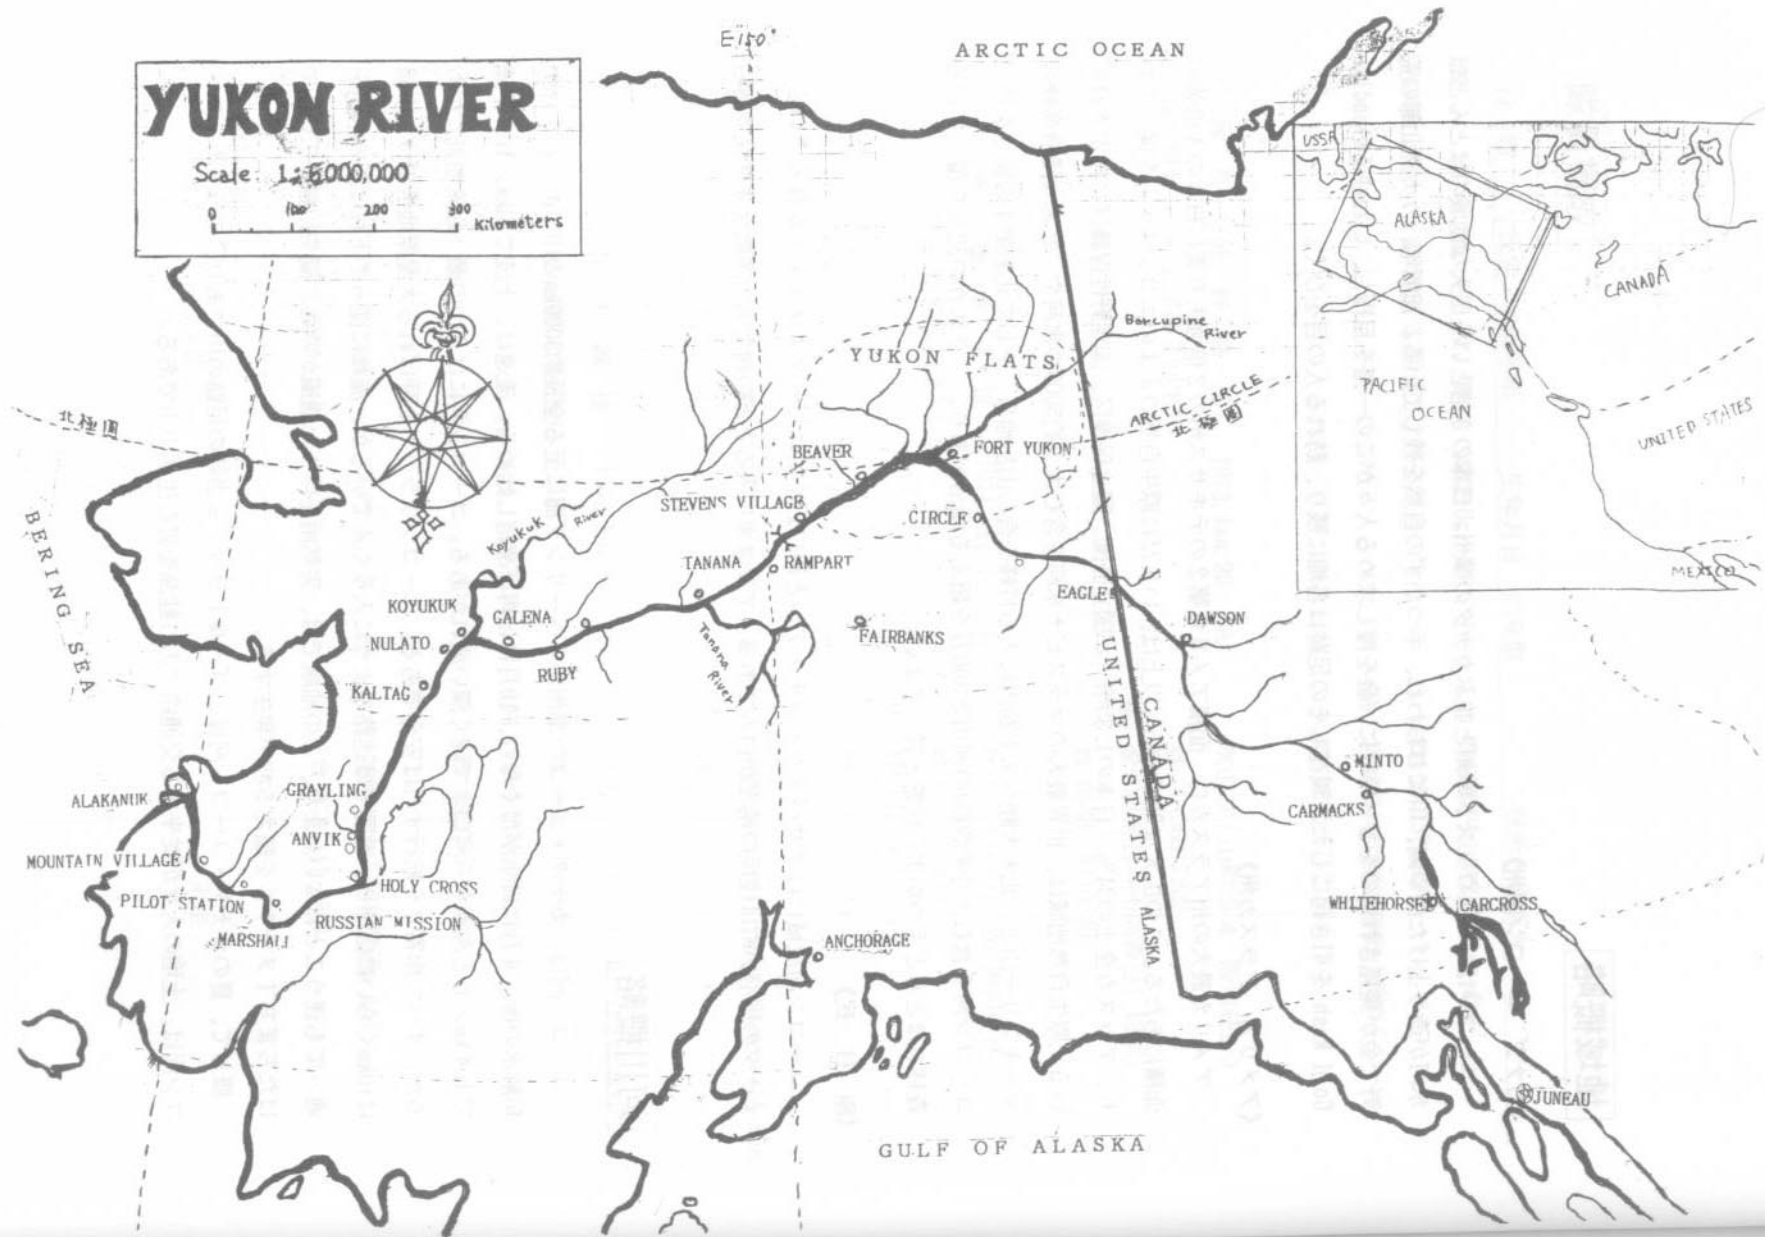 E 150°
ARCTIC OCEAN
YUKON RIVER
Scale 1:6,000,000
0 100 200 300 Kilometers
USSR
ALASKA
CANADA
PACIFIC
OCEAN
UNITED STATES
MEXICO
Borcupine
River
YUKON FLATS
ARCTIC CIRCLE
北極圏
北極圏
BERING SEA
BEAVER
FORT YUKON
STEVENS VILLAGE
CIRCLE
Koyukuk River
TANANA
RAMPART
EAGLE
KOYUKUK
GALENA
DAWSON
NULATO
FAIRBANKS
RUBY
Tanana
River
KALTAG
CANADA
UNITED STATES
ALASKA
MINTO
GRAYLING
ALAKANUK
CARMACKS
ANVIK
MOUNTAIN VILLAGE
HOLY CROSS
PILOT STATION
WHITEHORSE
CARCROSS
RUSSIAN MISSION
MARSHALL
ANCHORAGE
JUNEAU
GULF OF ALASKA